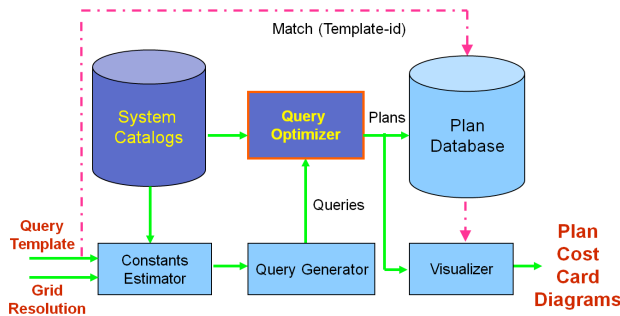 Match (Template-id)
System
Catalogs
Query
Optimizer
Plans
Plan
Database
Queries
Query
Template
Grid
Resolution
Constants
Estimator
Query Generator
Visualizer
Plan
Cost
Card
Diagrams